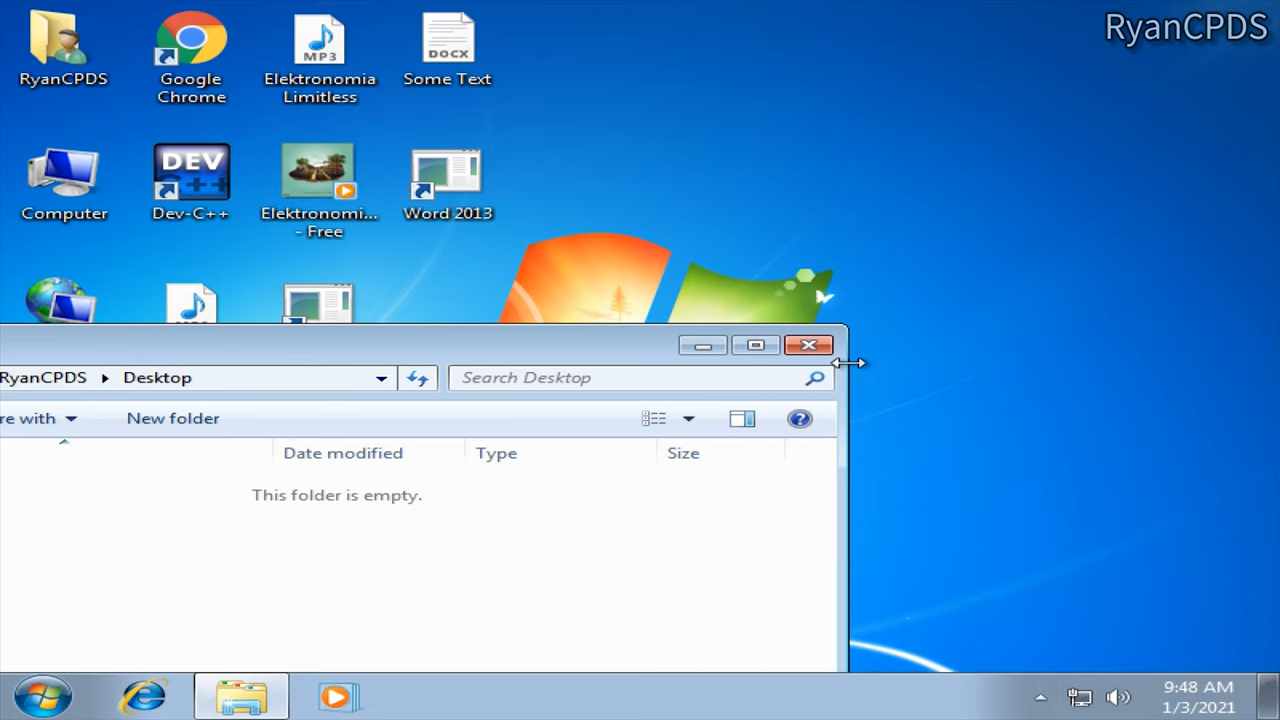 RyanCPDS
RyanCPDS
Google
Chrome
MP3
Elektronomia
Limitless
DOCX
Some Text
Computer
DEV
C++
Dev-C++
Elektronomi...
- Free
Word 2013
RyanCPDS
Desktop
Search Desktop
re with
New folder
Date modified
Type
Size
This folder is empty.
9:48 AM
1/3/2021